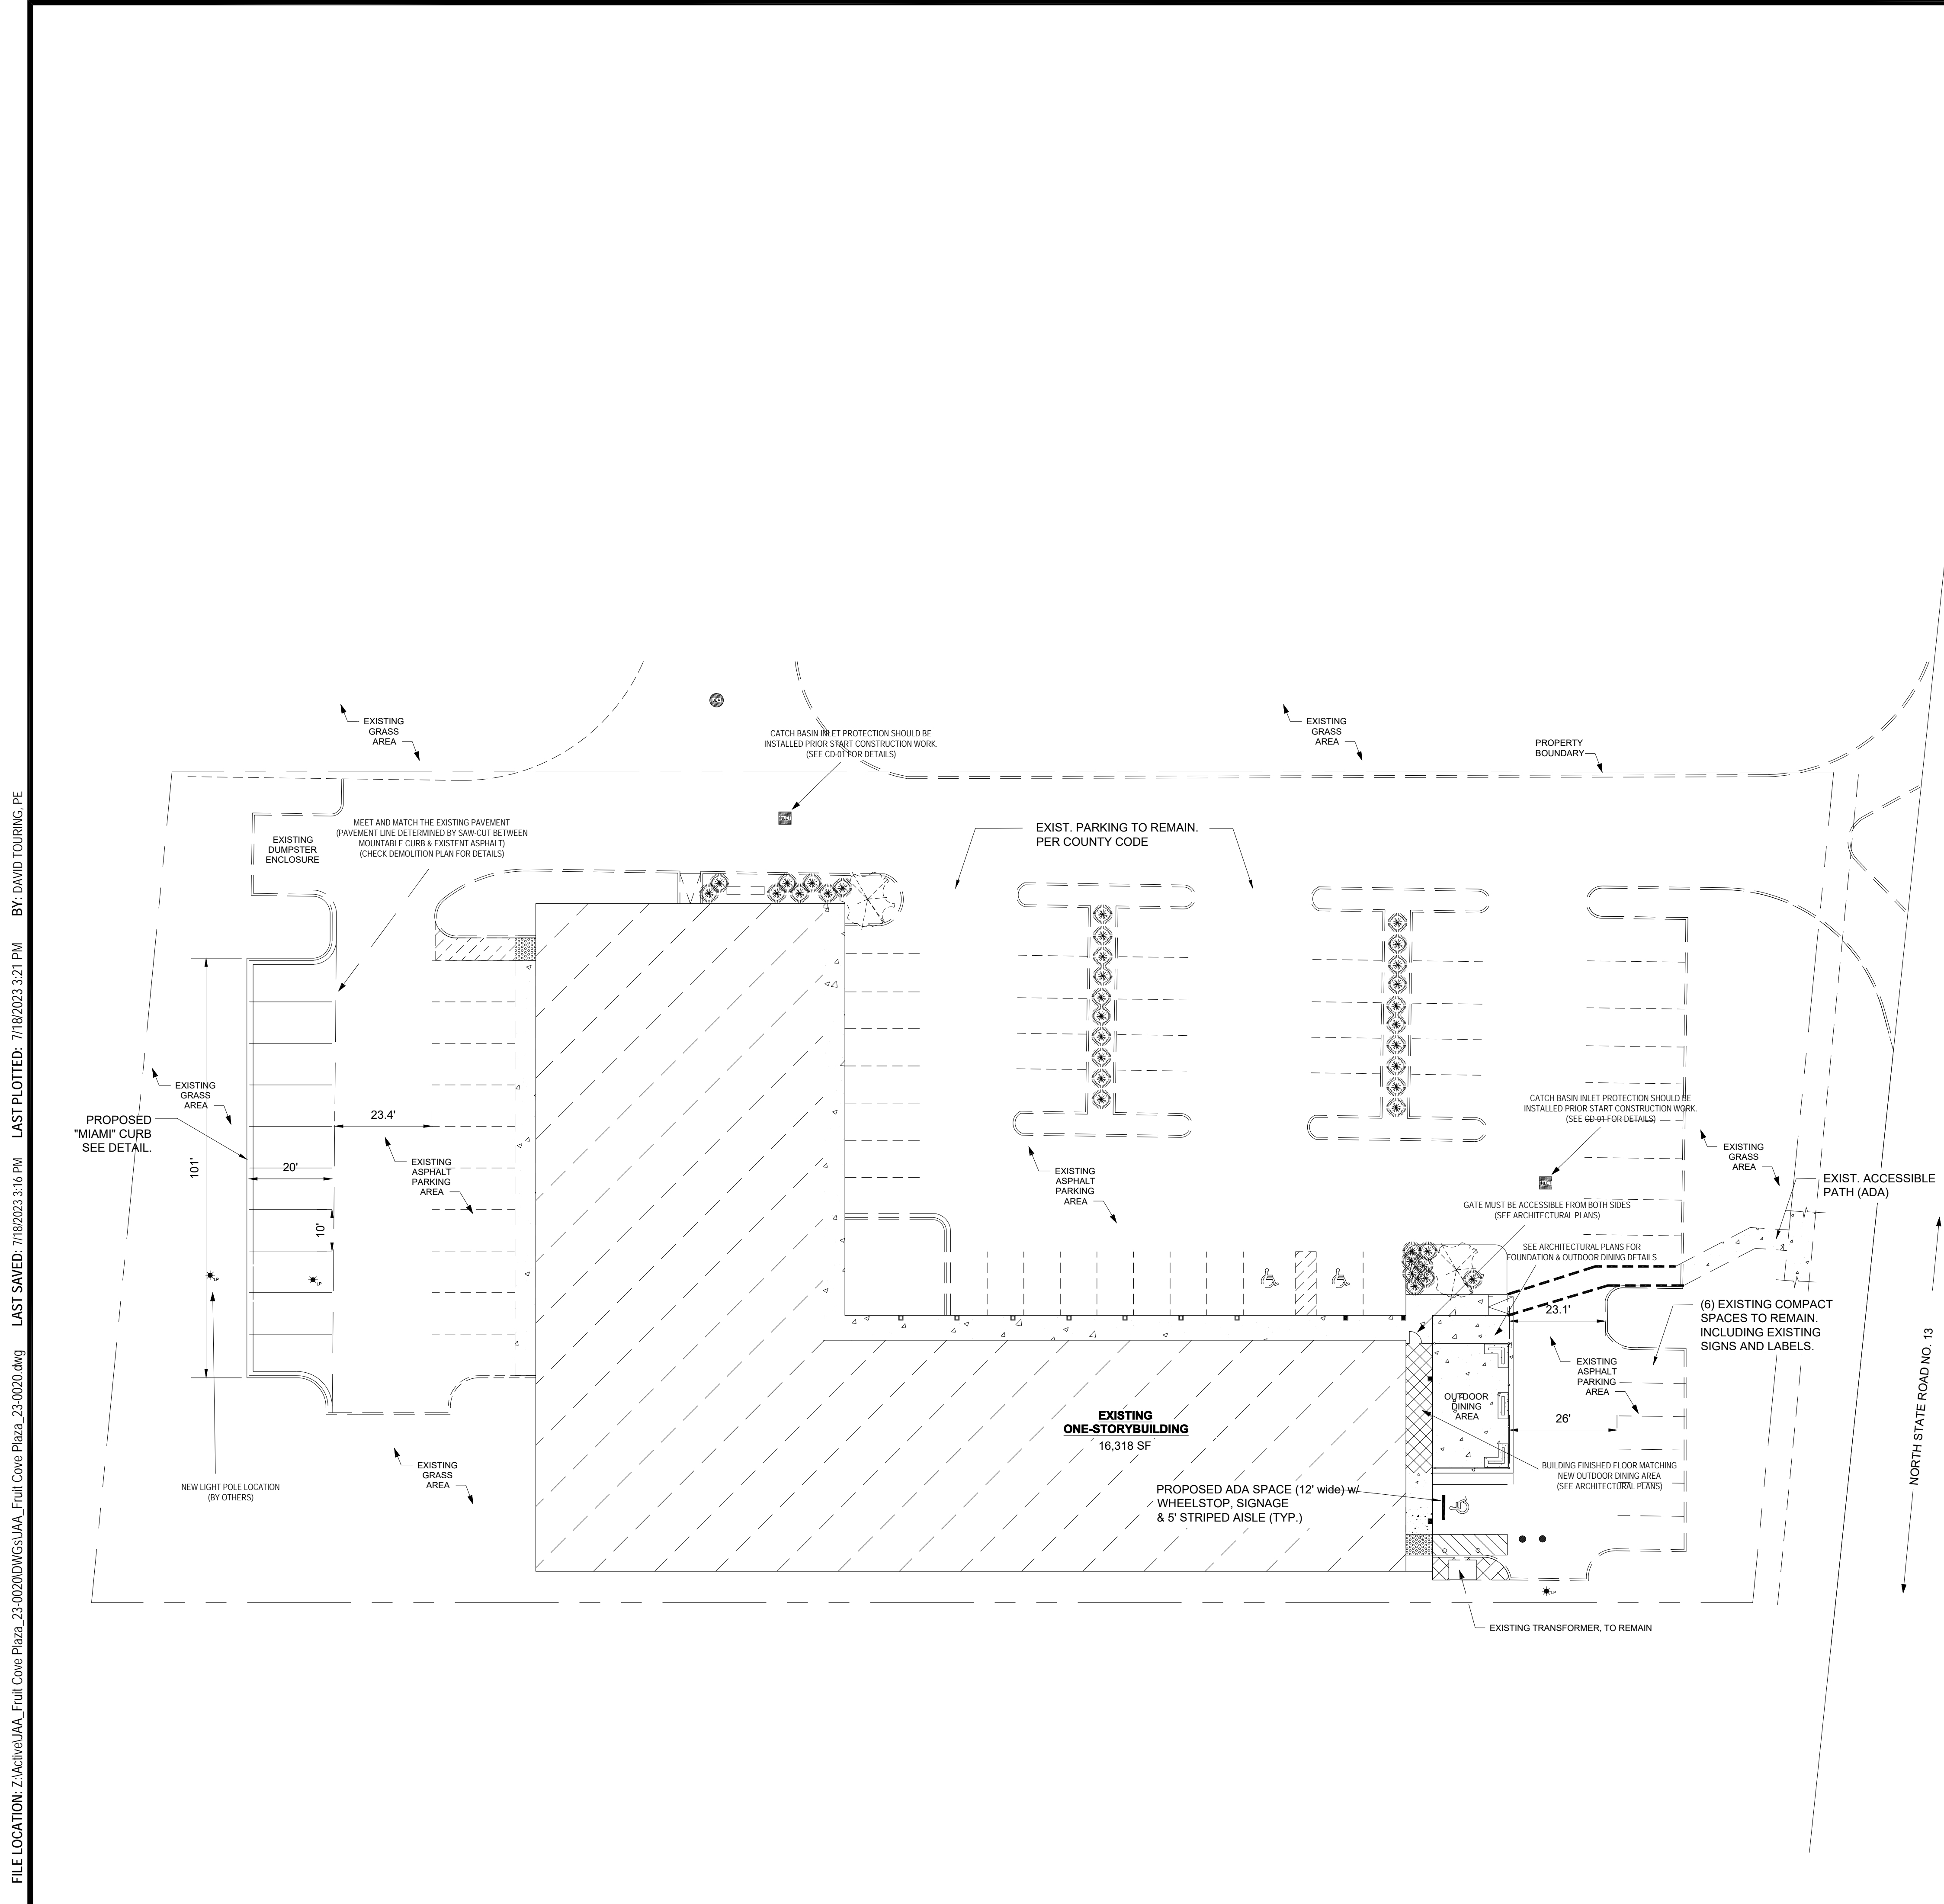 EXISTING
GRASS
AREA
CATCH BASIN INLET PROTECTION SHOULD BE
INSTALLED PRIOR START CONSTRUCTION WORK.
(SEE CD-01 FOR DETAILS)
EXISTING
GRASS
AREA
PROPERTY
BOUNDARY
INLET
EXISTING
DUMPSTER
ENCLOSURE
MEET AND MATCH THE EXISTING PAVEMENT
(PAVEMENT LINE DETERMINED BY SAW-CUT BETWEEN
MOUNTABLE CURB & EXISTENT ASPHALT)
(CHECK DEMOLITION PLAN FOR DETAILS)
EXIST. PARKING TO REMAIN.
PER COUNTY CODE
EXISTING
GRASS
AREA
PROPOSED
"MIAMI" CURB
SEE DETAIL.
101'
20'
23.4'
10'
EXISTING
ASPHALT
PARKING
AREA
LP
LP
EXISTING
ASPHALT
PARKING
AREA
CATCH BASIN INLET PROTECTION SHOULD BE
INSTALLED PRIOR START CONSTRUCTION WORK.
(SEE CD-01 FOR DETAILS)
INLET
EXISTING
GRASS
AREA
EXIST. ACCESSIBLE
PATH (ADA)
GATE MUST BE ACCESSIBLE FROM BOTH SIDES
(SEE ARCHITECTURAL PLANS)
SEE ARCHITECTURAL PLANS FOR
FOUNDATION & OUTDOOR DINING DETAILS
23.1'
(6) EXISTING COMPACT
SPACES TO REMAIN.
INCLUDING EXISTING
SIGNS AND LABELS.
EXISTING
ASPHALT
PARKING
AREA
OUTDOOR
DINING
AREA
26'
EXISTING
ONE-STORYBUILDING
16,318 SF
BUILDING FINISHED FLOOR MATCHING
NEW OUTDOOR DINING AREA
(SEE ARCHITECTURAL PLANS)
PROPOSED ADA SPACE (12' wide) w/
WHEELSTOP, SIGNAGE
& 5' STRIPED AISLE (TYP.)
NEW LIGHT POLE LOCATION
(BY OTHERS)
EXISTING
GRASS
AREA
LP
EXISTING TRANSFORMER, TO REMAIN
NORTH STATE ROAD NO. 13
FILE LOCATION: Z:\Active\JAA_Fruit Cove Plaza_23-0020\DWGs\JAA_Fruit Cove Plaza_23-0020.dwg LAST SAVED: 7/18/2023 3:16 PM LAST PLOTTED: 7/18/2023 3:21 PM BY: DAVID TOURING, PE